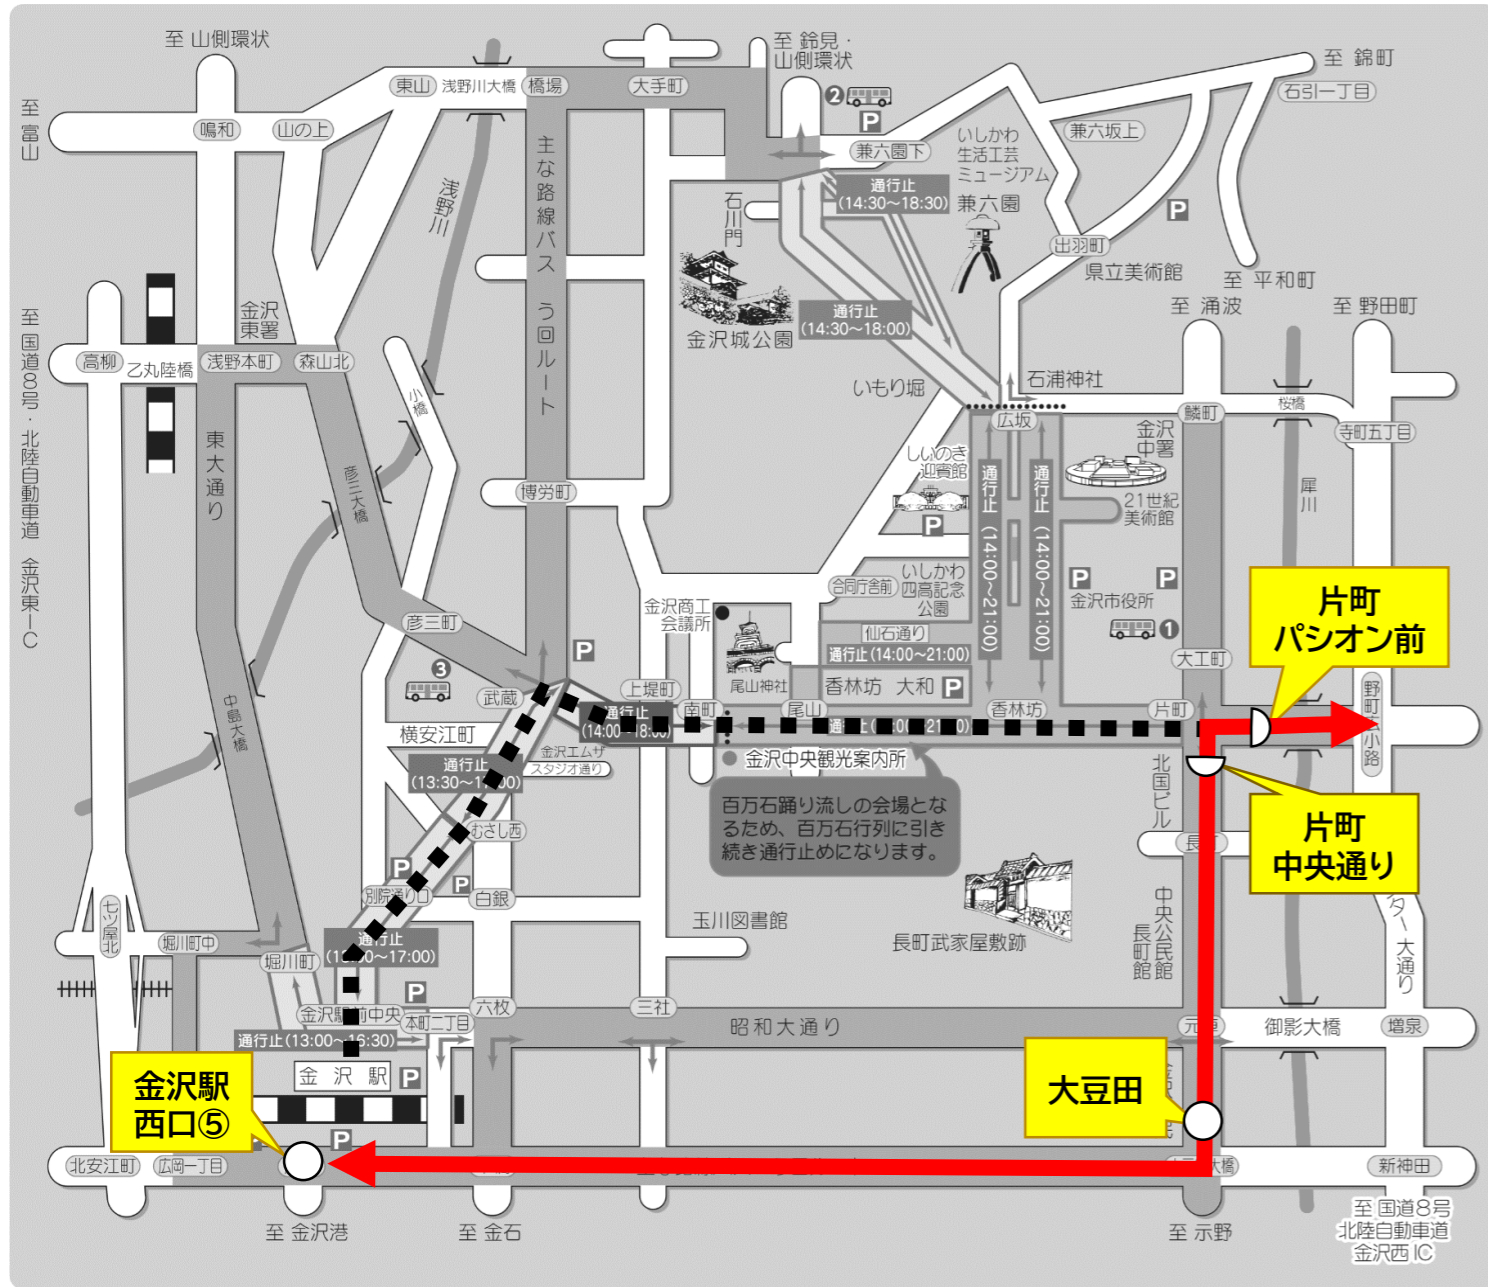 至 山側環状
至 鈴見・
山側環状
至 錦町
石引一丁目
至 富山
東山
浅野川大橋
橋場
大手町
❷
P
鳴和
山の上
兼六坂上
兼六園下
いしかわ
生活工芸
ミュージアム
主な路線バス う回ルート
浅野川
石川門
通行止
(14:30〜18:30)
兼六園
P
出羽町
県立美術館
至 平和町
至 国道8号・北陸自動車道 金沢東IC
金沢
東署
通行止
(14:30〜18:00)
金沢城公園
至 涌波
至 野田町
高柳
乙丸陸橋
浅野本町
森山北
小橋
いもり堀
石浦神社
桜橋
鱗町
広坂
寺町五丁目
東大通り
彦三大橋
博労町
しいのき
迎賓館
P
通行止 (14:00〜21:00)
通行止 (14:00〜21:00)
金沢
中署
21世紀
美術館
犀川
合同庁舎前
いしかわ
四高記念
公園
P
P
金沢市役所
❶
片町
パシオン前
彦三町
金沢商工
会議所
仙石通り
通行止(14:00〜21:00)
大工町
P
❸
武蔵
上堤町
尾山神社
香林坊 大和 P
野町広小路
中島大橋
横安江町
通行止
(14:00〜18:00)
南町
尾山
香林坊
片町
金沢エムザ
スタジオ通り
金沢中央観光案内所
通行止
むさし西
百万石踊り流しの会場とな
るため、百万石行列に引き
続き通行止めになります。
北国ビル
片町
中央通り
P
別院通り口
P
白銀
七ツ屋北
堀川町中
堀川町
通行止
玉川図書館
長町武家屋敷跡
中央公民館
長町館
P
金沢駅前中央
本町二丁目
六枚
三社
昭和大通り
御影大橋
増泉
金沢駅
P
金沢駅
西口⑤
大豆田
P
北安江町
広岡一丁目
新神田
至 金沢港
至 金石
至 示野
至 国道8号
北陸自動車道
金沢西IC